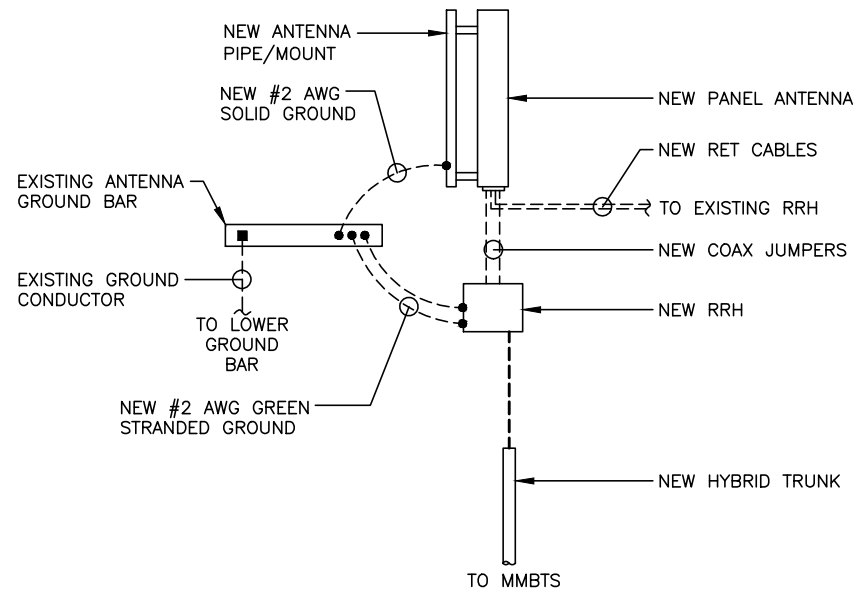 NEW ANTENNA
PIPE/MOUNT
NEW #2 AWG
SOLID GROUND
NEW PANEL ANTENNA
NEW RET CABLES
EXISTING ANTENNA
GROUND BAR
TO EXISTING RRH
NEW COAX JUMPERS
EXISTING GROUND
CONDUCTOR
NEW RRH
TO LOWER
GROUND
BAR
NEW #2 AWG GREEN
STRANDED GROUND
NEW HYBRID TRUNK
TO MMBTS